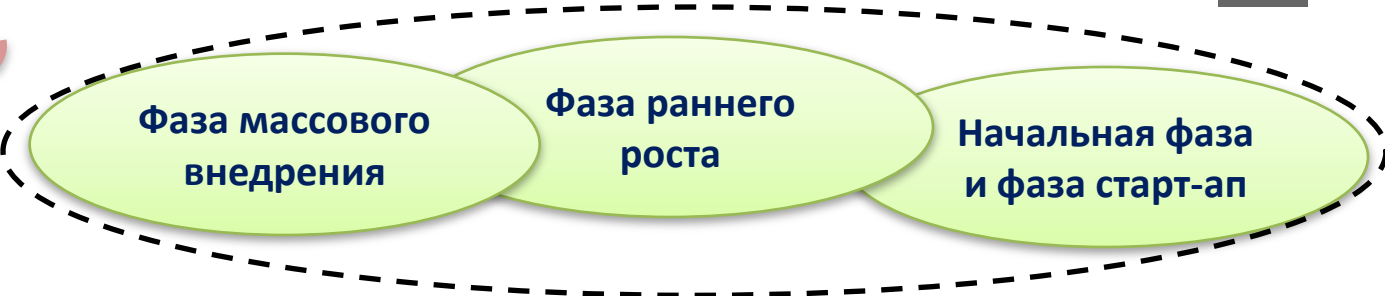 Фаза массового
внедрения
Фаза раннего
роста
Начальная фаза
и фаза старт-ап